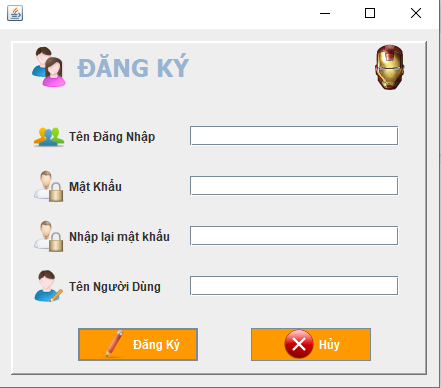 ĐĂNG KÝ
Tên Đăng Nhập
Mật Khẩu
Nhập lại mật khẩu
Tên Người Dùng
Đăng Ký
Hủy